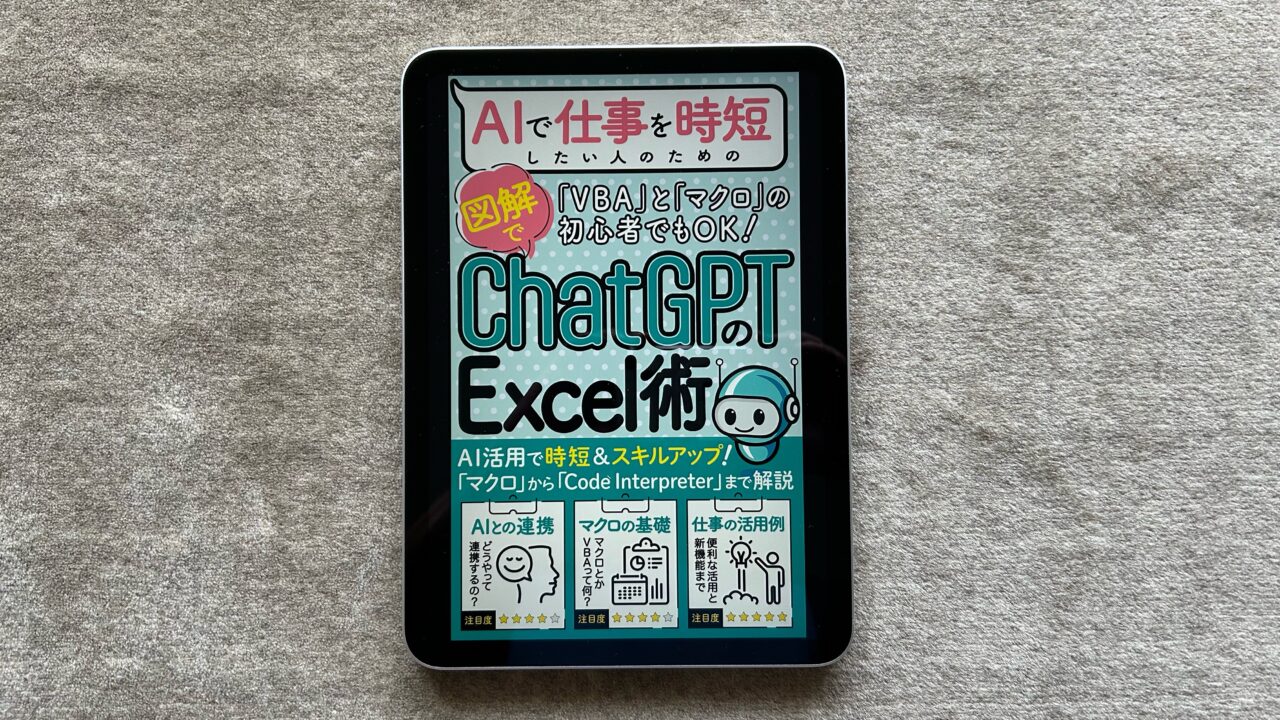 AIで仕事を時短
したい人のための
図解で
「VBA」と「マクロ」の
初心者でもOK!
ChatGPTの
Excel術
AI活用で時短&スキルアップ!
「マクロ」から「Code Interpreter」まで解説
AIとの連携
どうやって
連携するの?
注目度 ★★★★☆
マクロの基礎
マクロとか
VBAって何?
注目度 ★★★★☆
仕事の活用例
便利な活用と
新機能まで
注目度 ★★★★★